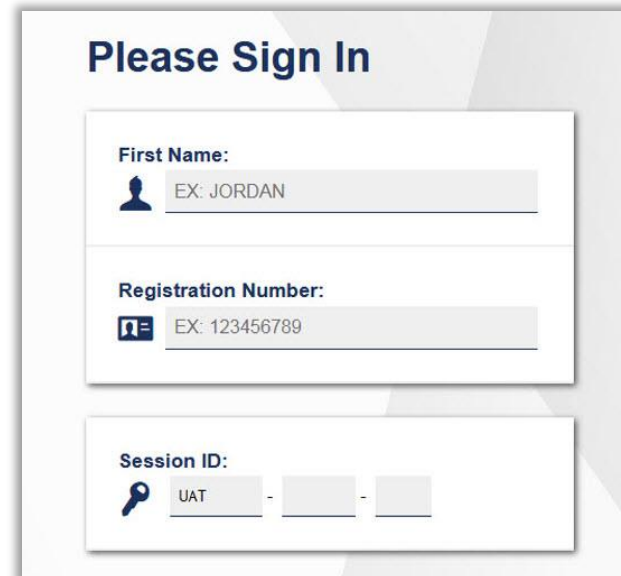 Please Sign In
First Name:
EX: JORDAN
Registration Number:
EX: 123456789
Session ID:
UAT - -